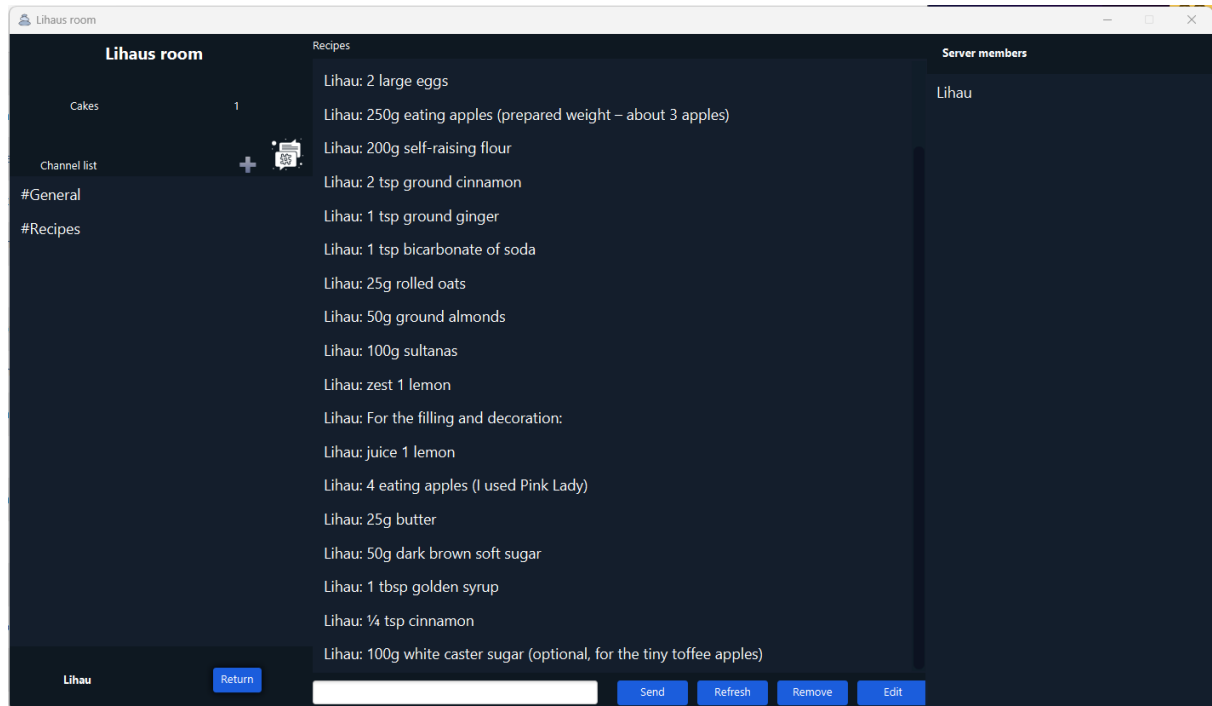 Lihaus room
Lihaus room
Cakes 1
Channel list
#General
#Recipes
Lihau
Return
Recipes
Lihau: 2 large eggs
Lihau: 250g eating apples (prepared weight – about 3 apples)
Lihau: 200g self-raising flour
Lihau: 2 tsp ground cinnamon
Lihau: 1 tsp ground ginger
Lihau: 1 tsp bicarbonate of soda
Lihau: 25g rolled oats
Lihau: 50g ground almonds
Lihau: 100g sultanas
Lihau: zest 1 lemon
Lihau: For the filling and decoration:
Lihau: juice 1 lemon
Lihau: 4 eating apples (I used Pink Lady)
Lihau: 25g butter
Lihau: 50g dark brown soft sugar
Lihau: 1 tbsp golden syrup
Lihau: ¼ tsp cinnamon
Lihau: 100g white caster sugar (optional, for the tiny toffee apples)
Send Refresh Remove Edit
Server members
Lihau